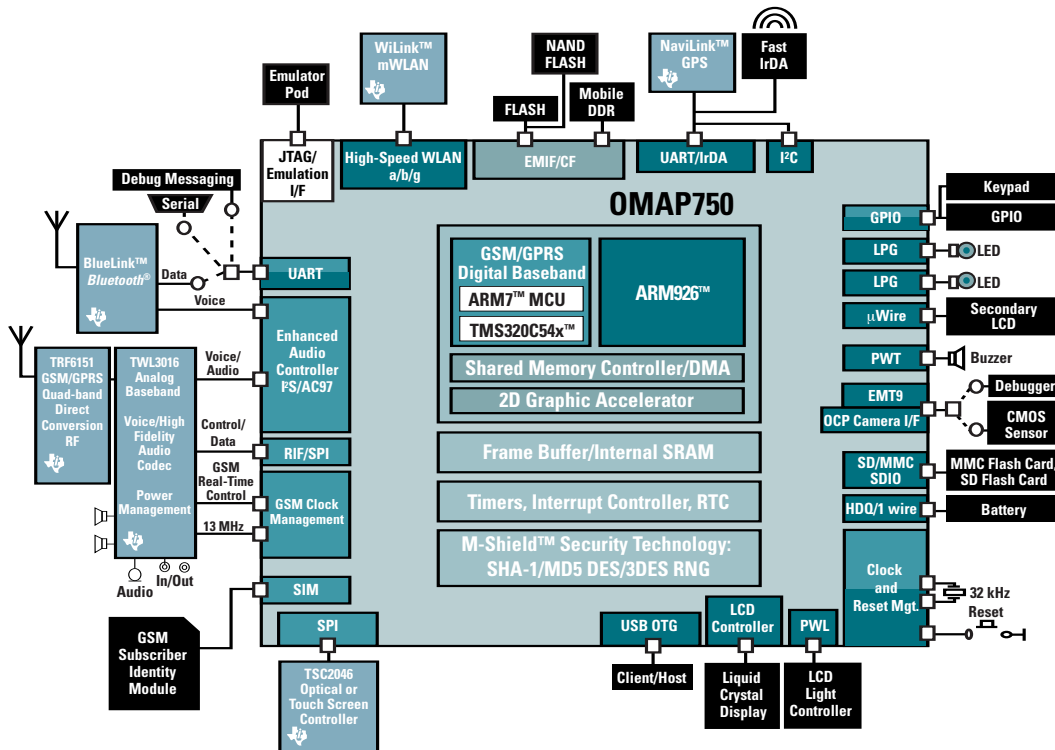 WiLink™
mWLAN
NAND
FLASH
NaviLink™
GPS
Fast
IrDA
Emulator
Pod
FLASH
Mobile
DDR
JTAG/
Emulation
I/F
High-Speed WLAN
a/b/g
EMIF/CF
UART/IrDA
I²C
OMAP750
Debug Messaging
Serial
BlueLink™
Bluetooth®
Data
Voice
UART
Enhanced
Audio
Controller
I²S/AC97
TRF6151
GSM/GPRS
Quad-band
Direct
Conversion
RF
TWL3016
Analog
Baseband
Voice/High
Fidelity
Audio
Codec
Power
Management
Voice/
Audio
Control/
Data
GSM
Real-Time
Control
13 MHz
RIF/SPI
GSM Clock
Management
Audio
In/Out
SIM
GSM
Subscriber
Identity
Module
SPI
TSC2046
Optical or
Touch Screen
Controller
GSM/GPRS
Digital Baseband
ARM7™ MCU
TMS320C54x™
ARM926™
Shared Memory Controller/DMA
2D Graphic Accelerator
Frame Buffer/Internal SRAM
Timers, Interrupt Controller, RTC
M-Shield™ Security Technology:
SHA-1/MD5 DES/3DES RNG
USB OTG
Client/Host
LCD
Controller
Liquid
Crystal
Display
PWL
LCD
Light
Controller
GPIO
Keypad
GPIO
LPG
LED
LPG
LED
µWire
Secondary
LCD
PWT
Buzzer
EMT9
OCP Camera I/F
Debugger
CMOS
Sensor
SD/MMC
SDIO
MMC Flash Card,
SD Flash Card
HDQ/1 wire
Battery
Clock
and
Reset Mgt.
32 kHz
Reset